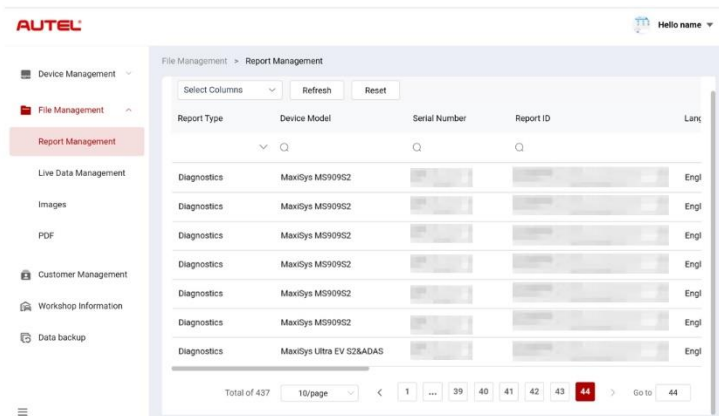 AUTEL
Hello name
File Management > Report Management
Device Management
File Management
Report Management
Live Data Management
Images
PDF
Customer Management
Workshop Information
Data backup
Select Columns Refresh Reset
Report Type Device Model Serial Number Report ID Lang
Diagnostics MaxiSys MS909S2 Engl
Diagnostics MaxiSys MS909S2 Engl
Diagnostics MaxiSys MS909S2 Engl
Diagnostics MaxiSys MS909S2 Engl
Diagnostics MaxiSys MS909S2 Engl
Diagnostics MaxiSys MS909S2 Engl
Diagnostics MaxiSys Ultra EV S2&ADAS Engl
Total of 437 10/page < 1 ... 39 40 41 42 43 44 > Go to 44